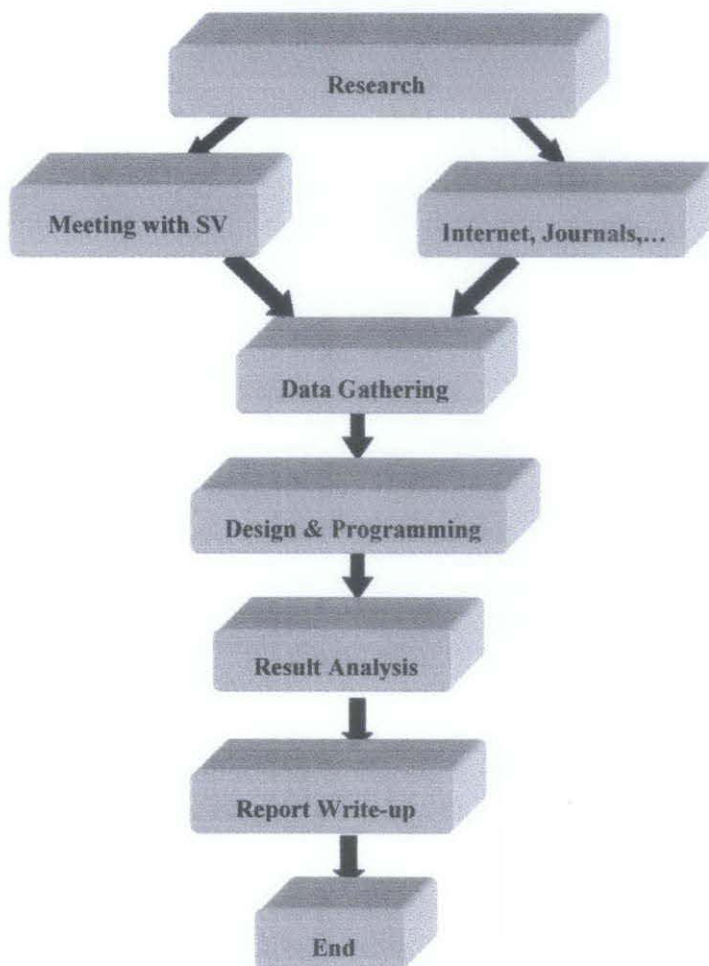 Research
Meeting with SV
Internet, Journals,...
Data Gathering
Design & Programming
Result Analysis
Report Write-up
End